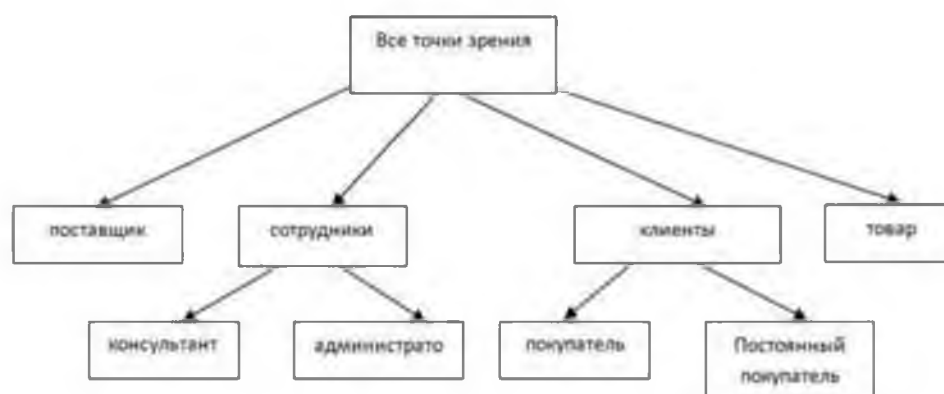 Все точки зрения
поставщик
сотрудники
клиенты
товар
консультант
администрато
покупатель
Постоянный
покупатель